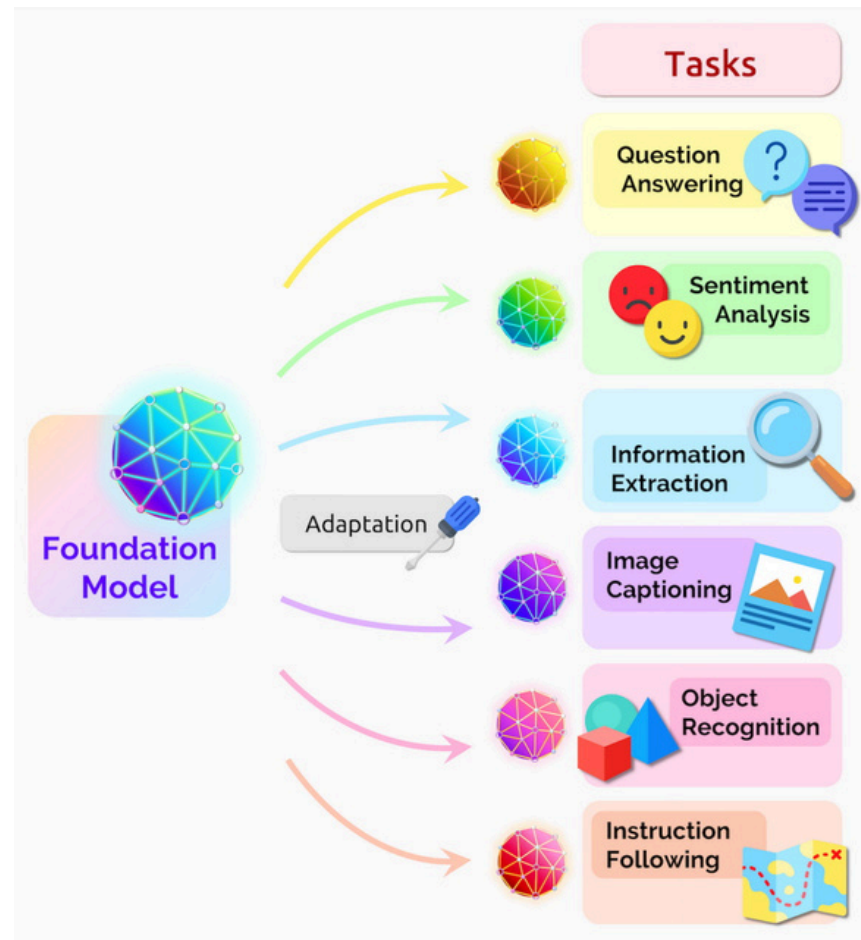 Tasks
Question
Answering
Sentiment
Analysis
Information
Extraction
Foundation
Model
Adaptation
Image
Captioning
Object
Recognition
Instruction
Following